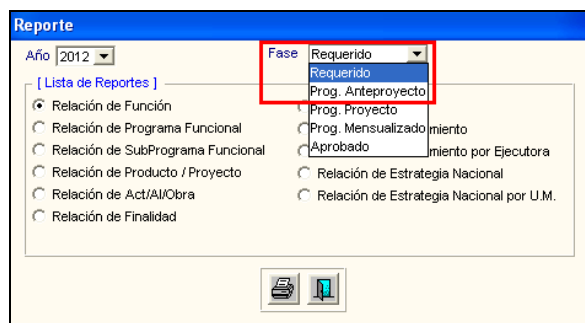 Reporte
Año 2012 Fase Requerido
[ Lista de Reportes ]
Requerido
Prog. Anteproyecto
Prog. Proyecto
Prog. Mensualizado
Aprobado
Relación de Función
Relación de Programa Funcional miento
Relación de SubPrograma Funcional miento por Ejecutora
Relación de Producto / Proyecto Relación de Estrategia Nacional
Relación de Act/AI/Obra Relación de Estrategia Nacional por U.M.
Relación de Finalidad